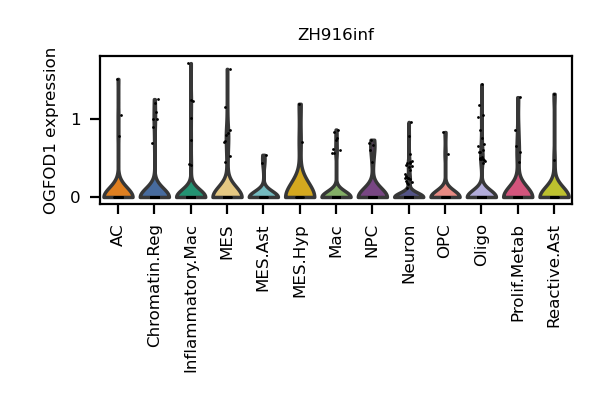 ZH916inf
OGFOD1 expression
1
0
AC
Chromatin.Reg
Inflammatory.Mac
MES
MES.Ast
MES.Hyp
Mac
NPC
Neuron
OPC
Oligo
Prolif.Metab
Reactive.Ast